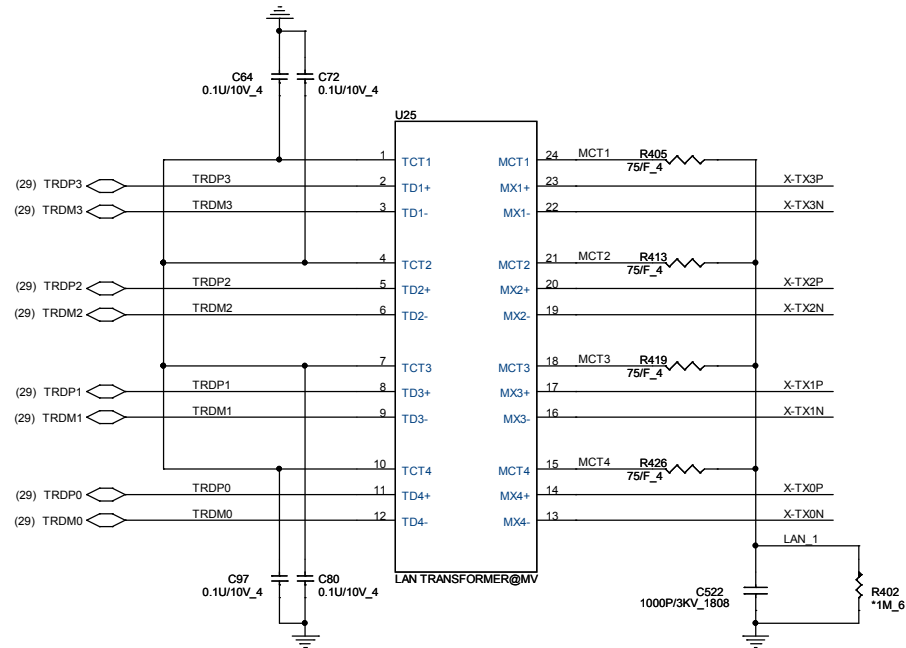 C64
0.1U/10V_4
C72
0.1U/10V_4
U25
1 TCT1 MCT1 24 MCT1 R405
75/F_4
(29) TRDP3 TRDP3 2 TD1+ MX1+ 23 X-TX3P
(29) TRDM3 TRDM3 3 TD1- MX1- 22 X-TX3N
4 TCT2 MCT2 21 MCT2 R413
75/F_4
(29) TRDP2 TRDP2 5 TD2+ MX2+ 20 X-TX2P
(29) TRDM2 TRDM2 6 TD2- MX2- 19 X-TX2N
7 TCT3 MCT3 18 MCT3 R419
75/F_4
(29) TRDP1 TRDP1 8 TD3+ MX3+ 17 X-TX1P
(29) TRDM1 TRDM1 9 TD3- MX3- 16 X-TX1N
10 TCT4 MCT4 15 MCT4 R426
75/F_4
(29) TRDP0 TRDP0 11 TD4+ MX4+ 14 X-TX0P
(29) TRDM0 TRDM0 12 TD4- MX4- 13 X-TX0N
LAN_1
LAN TRANSFORMER@MV
C97
0.1U/10V_4
C80
0.1U/10V_4
C522
1000P/3KV_1808
R402
*1M_6